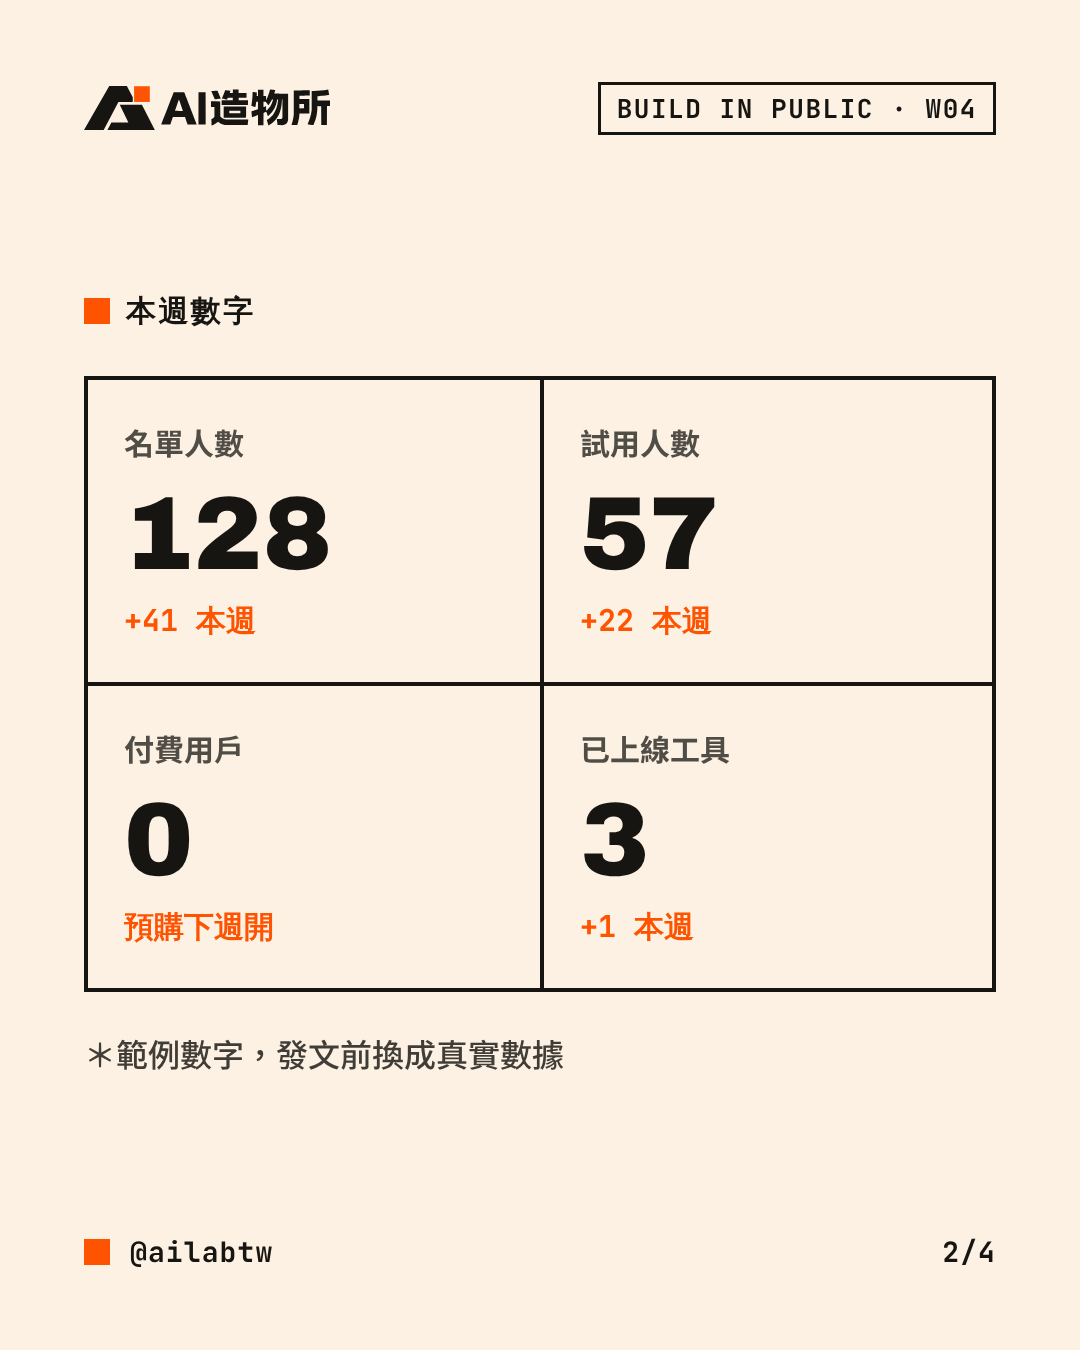 AI造物所
BUILD IN PUBLIC · W04
本週數字
名單人數
128
+41 本週
試用人數
57
+22 本週
付費用戶
0
預購下週開
已上線工具
3
+1 本週
＊範例數字，發文前換成真實數據
@ailabtw
2/4